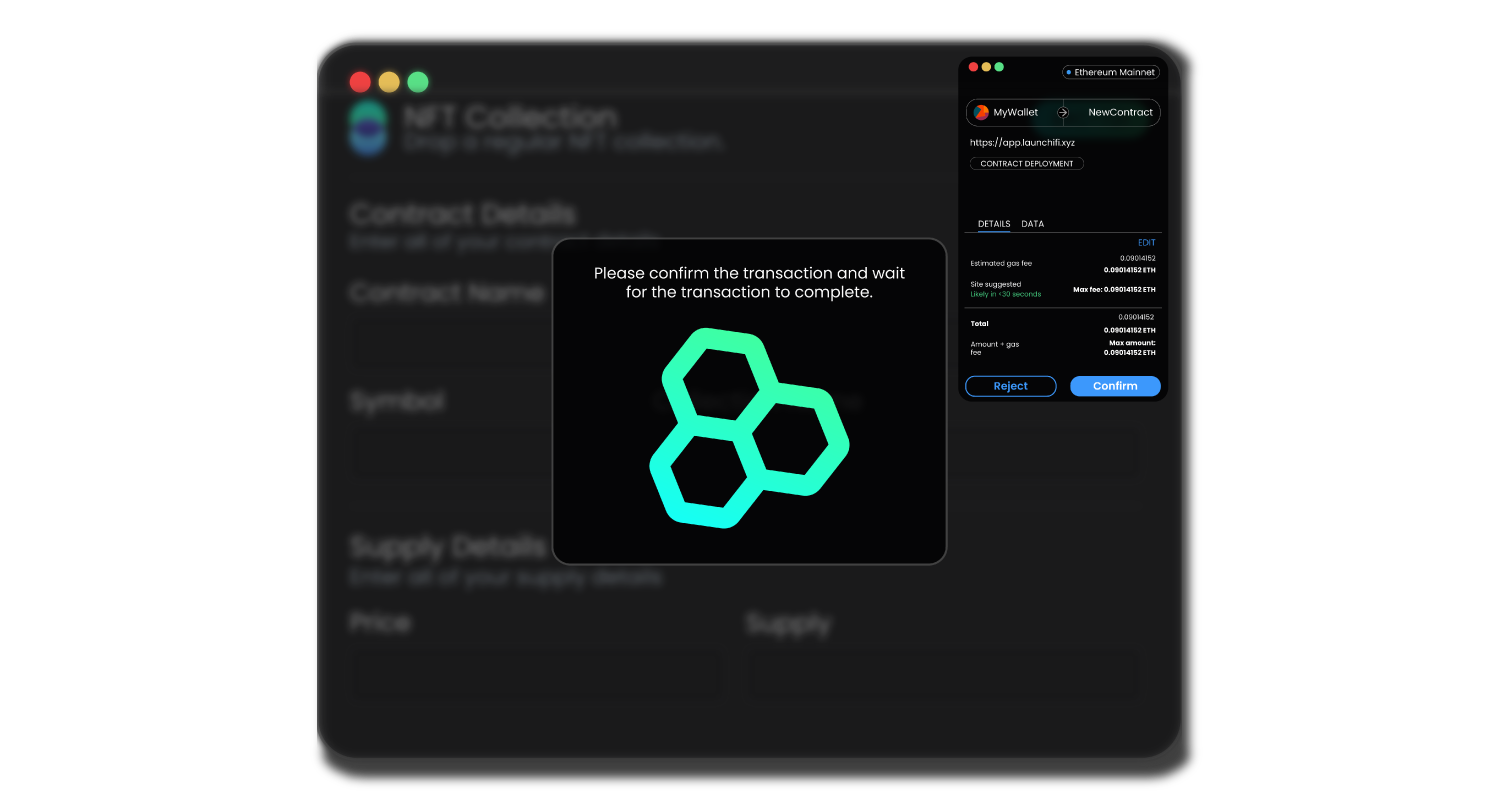 NFT Collection
Drop a regular NFT collection.
Contract Details
Enter all of your contract details
Contract Name
Symbol
Supply Details
Enter all of your supply details
Price
Supply
Please confirm the transaction and wait
for the transaction to complete.
Ethereum Mainnet
MyWallet
NewContract
https://app.launchifi.xyz
CONTRACT DEPLOYMENT
DETAILS DATA
EDIT
Estimated gas fee
0.09014152
0.09014152 ETH
Site suggested
Likely in <30 seconds
Max fee: 0.09014152 ETH
Total
0.09014152
0.09014152 ETH
Amount + gas
fee
Max amount:
0.09014152 ETH
Reject
Confirm